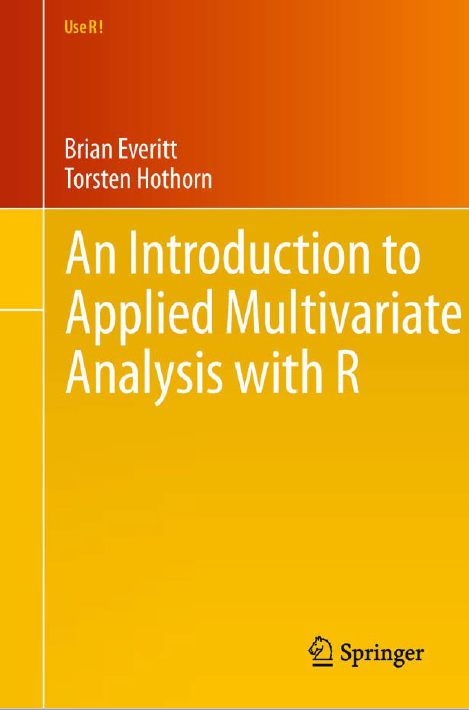 Use R!
Brian Everitt
Torsten Hothorn
An Introduction to
Applied Multivariate
Analysis with R
Springer